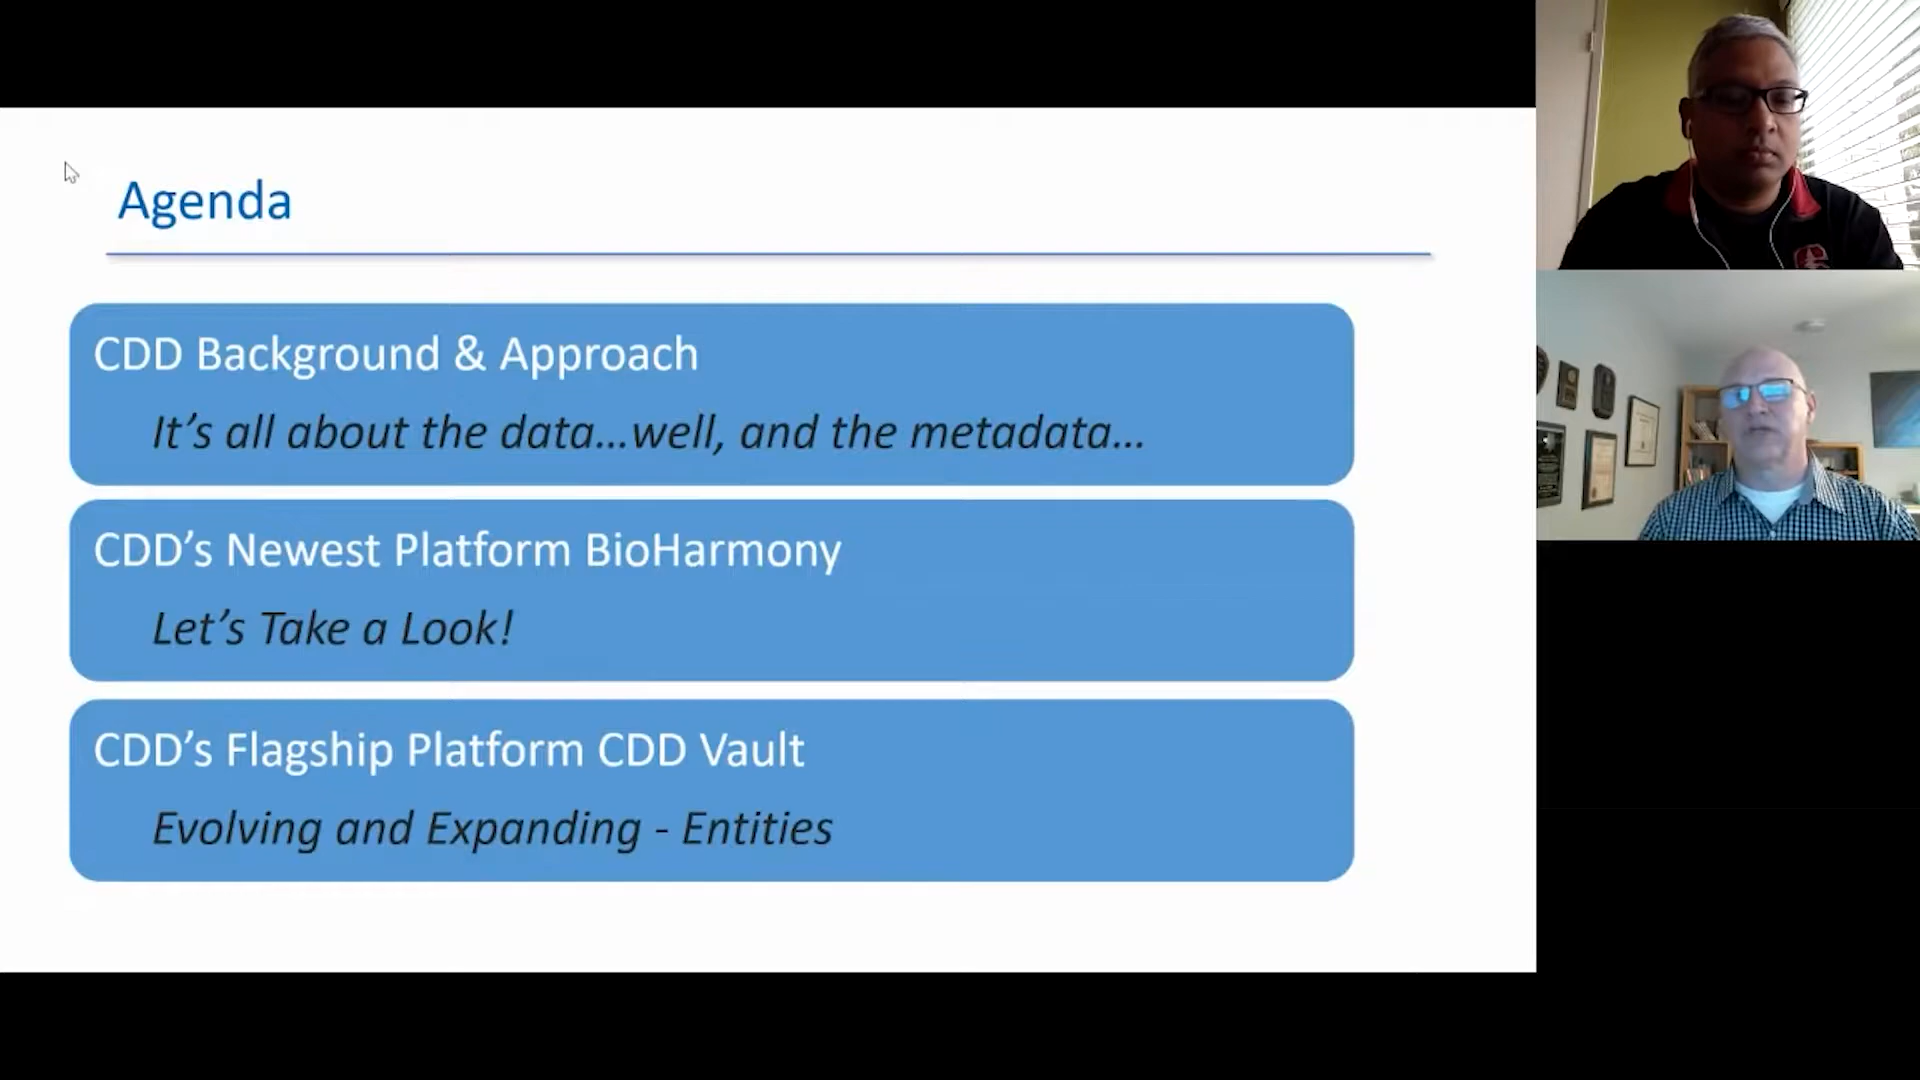 Agenda
CDD Background & Approach
It's all about the data...well, and the metadata...
CDD's Newest Platform BioHarmony
Let's Take a Look!
CDD's Flagship Platform CDD Vault
Evolving and Expanding - Entities